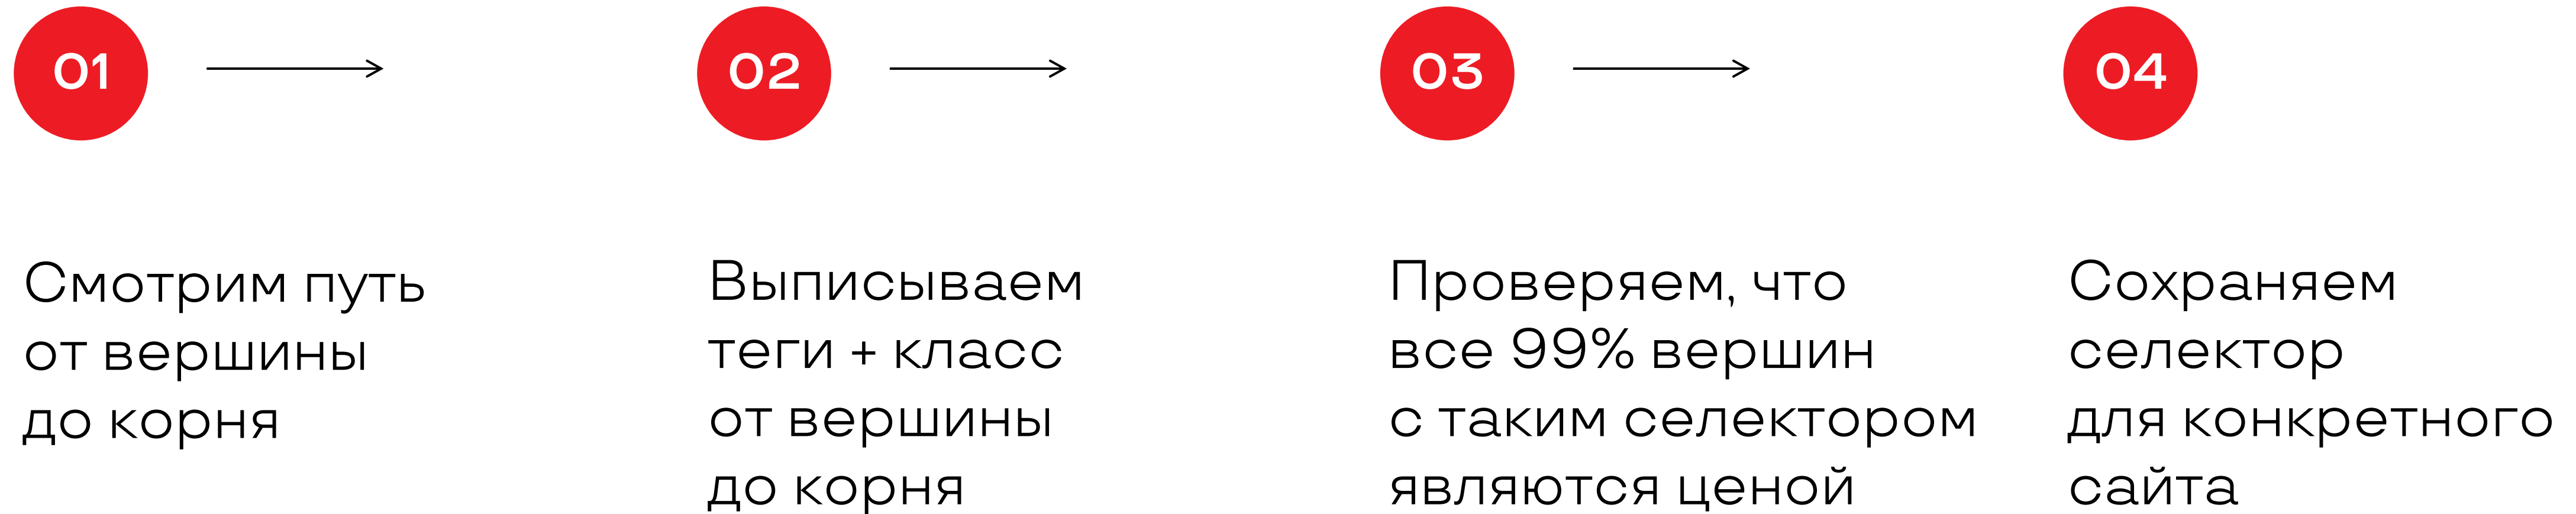 01
02
03
04
Смотрим путь
от вершины
до корня
Выписываем
теги + класс
от вершины
до корня
Проверяем, что
все 99% вершин
с таким селектором
являются ценой
Сохраняем
селектор
для конкретного
сайта